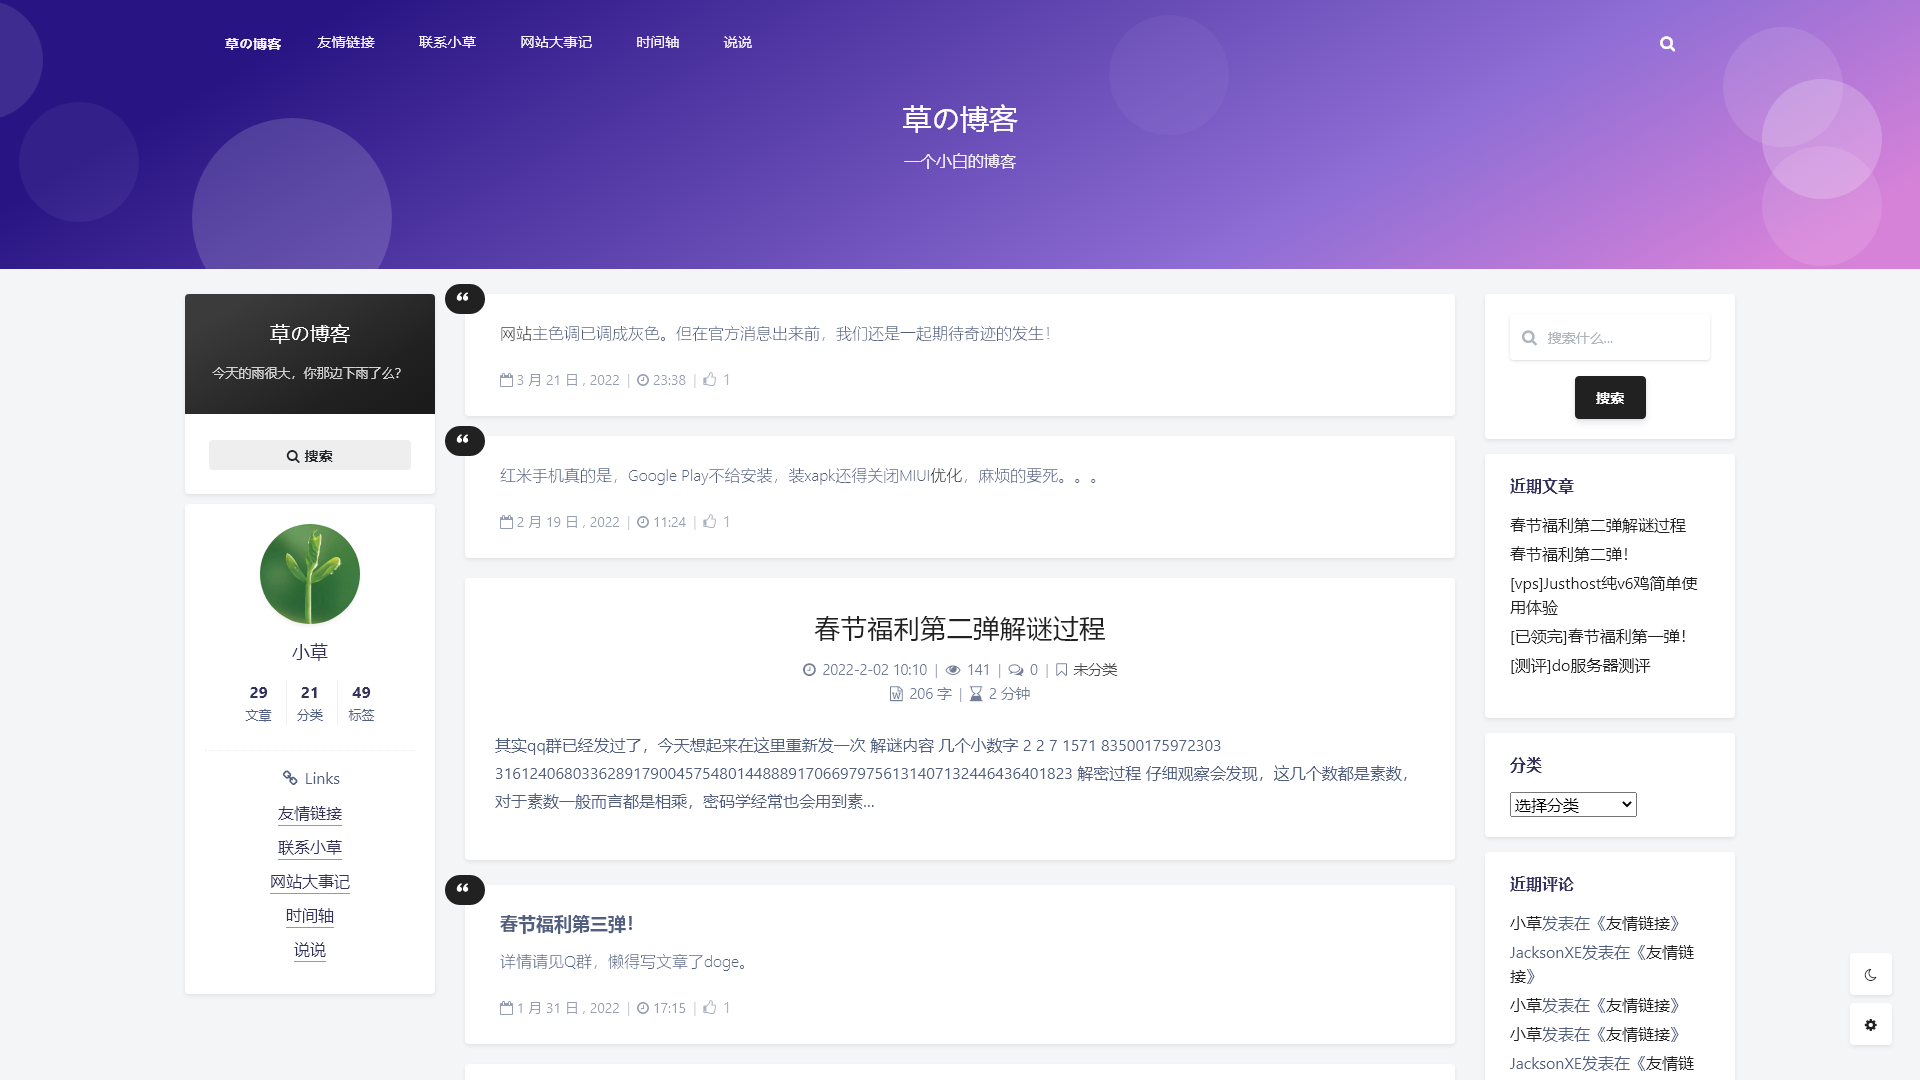 草の博客
友情链接
联系小草
网站大事记
时间轴
说说
草の博客
一个小白的博客
草の博客
今天的雨很大，你那边下雨了么？
搜索
小草
29 21 49
文章 分类 标签
Links
友情链接
联系小草
网站大事记
时间轴
说说
网站主色调已调成灰色。但在官方消息出来前，我们还是一起期待奇迹的发生！
3 月 21 日 , 2022 | 23:38 | 1
红米手机真的是，Google Play不给安装，装xapk还得关闭MIUI优化，麻烦的要死。。。
2 月 19 日 , 2022 | 11:24 | 1
春节福利第二弹解谜过程
2022-2-02 10:10 | 141 | 0 | 未分类
206 字 | 2 分钟
其实qq群已经发过了，今天想起来在这里重新发一次 解谜内容 几个小数字 2 2 7 1571 83500175972303
31612406803362891790045754801448889170669797561314071324464364018​23 解密过程 仔细观察会发现，这几个数都是素数，
对于素数一般而言都是相乘，密码学经常也会用到素...
春节福利第三弹！
详情请见Q群，懒得写文章了doge。
1 月 31 日 , 2022 | 17:15 | 1
搜索什么...
搜索
近期文章
春节福利第二弹解谜过程
春节福利第二弹！
[vps]Justhost纯v6鸡简单使
用体验
[已领完]春节福利第一弹！
[测评]do服务器测评
分类
选择分类
近期评论
小草发表在《友情链接》
JacksonXE发表在《友情链
接》
小草发表在《友情链接》
小草发表在《友情链接》
JacksonXE发表在《友情链